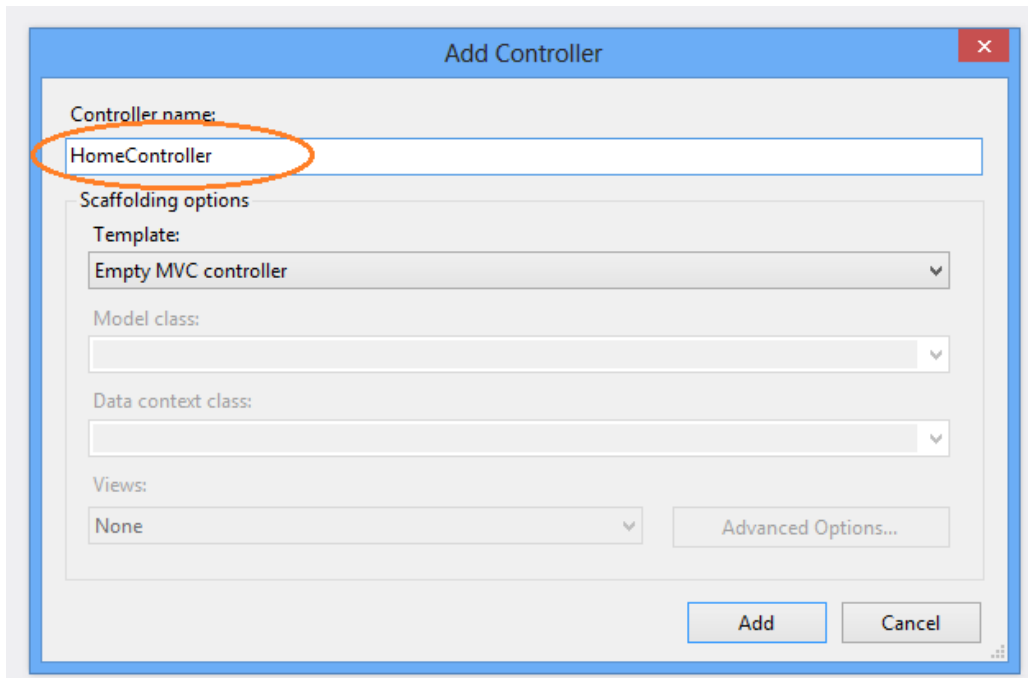 Add Controller
Controller name:
HomeController
Scaffolding options
Template:
Empty MVC controller
Model class:
Data context class:
Views:
None
Advanced Options...
Add
Cancel